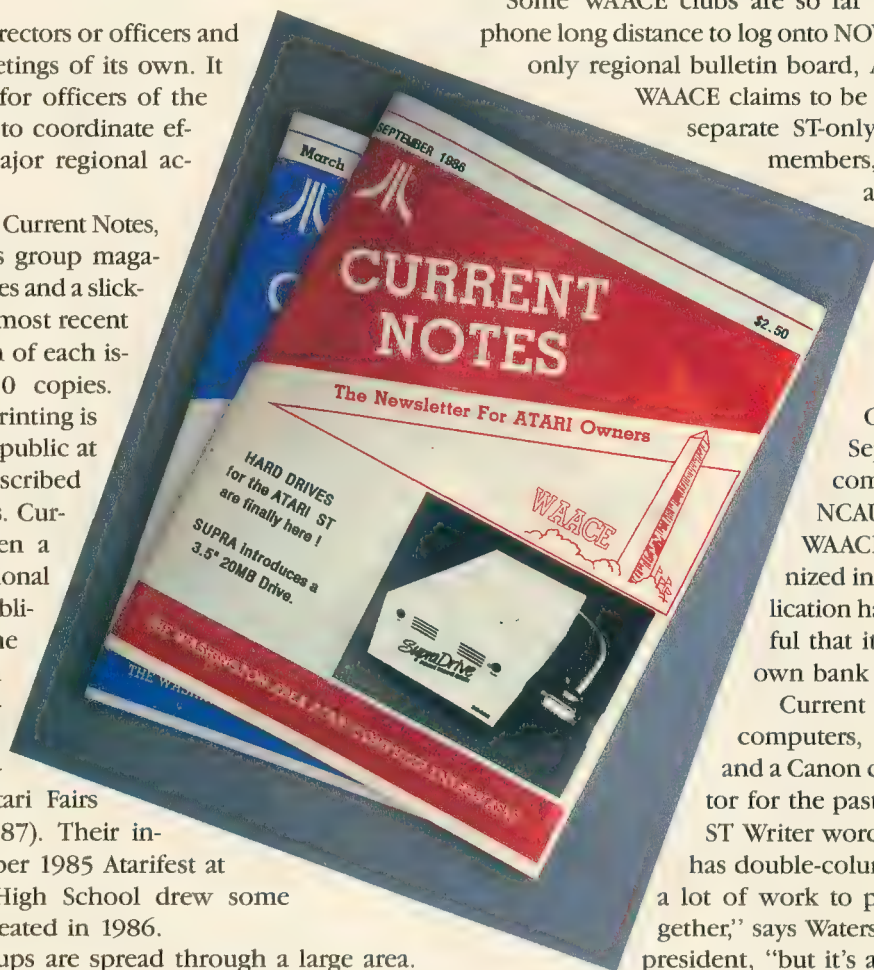 rectors or officers and
etings of its own. It
for officers of the
to coordinate ef-
ajor regional ac-
Current Notes,
s group maga-
es and a slick-
most recent
n of each is-
0 copies.
rinting is
public at
scribed
s. Cur-
en a
ional
bli-
ne
tari Fairs
87). Their in-
ber 1985 Atarifest at
High School drew some
eated in 1986.
ups are spread through a large area.
March
SEPTEMBER 1986
CURRENT
NOTES
$2.50
The Newsletter For ATARI Owners
WAACE
HARD DRIVES
for the ATARI ST
are finally here !
SUPRA introduces a
3.5" 20MB Drive.
SupraDrive
THE WASH
Some WAACE clubs are so far
phone long distance to log onto NOV
only regional bulletin board, A
WAACE claims to be
separate ST-only
members,
a
C
Se
com
NCAU
WAACE
nized in
lication ha
ful that it
own bank
Current
computers,
and a Canon c
tor for the past
ST Writer word
has double-colu
a lot of work to p
gether," says Waters
president, "but it's a